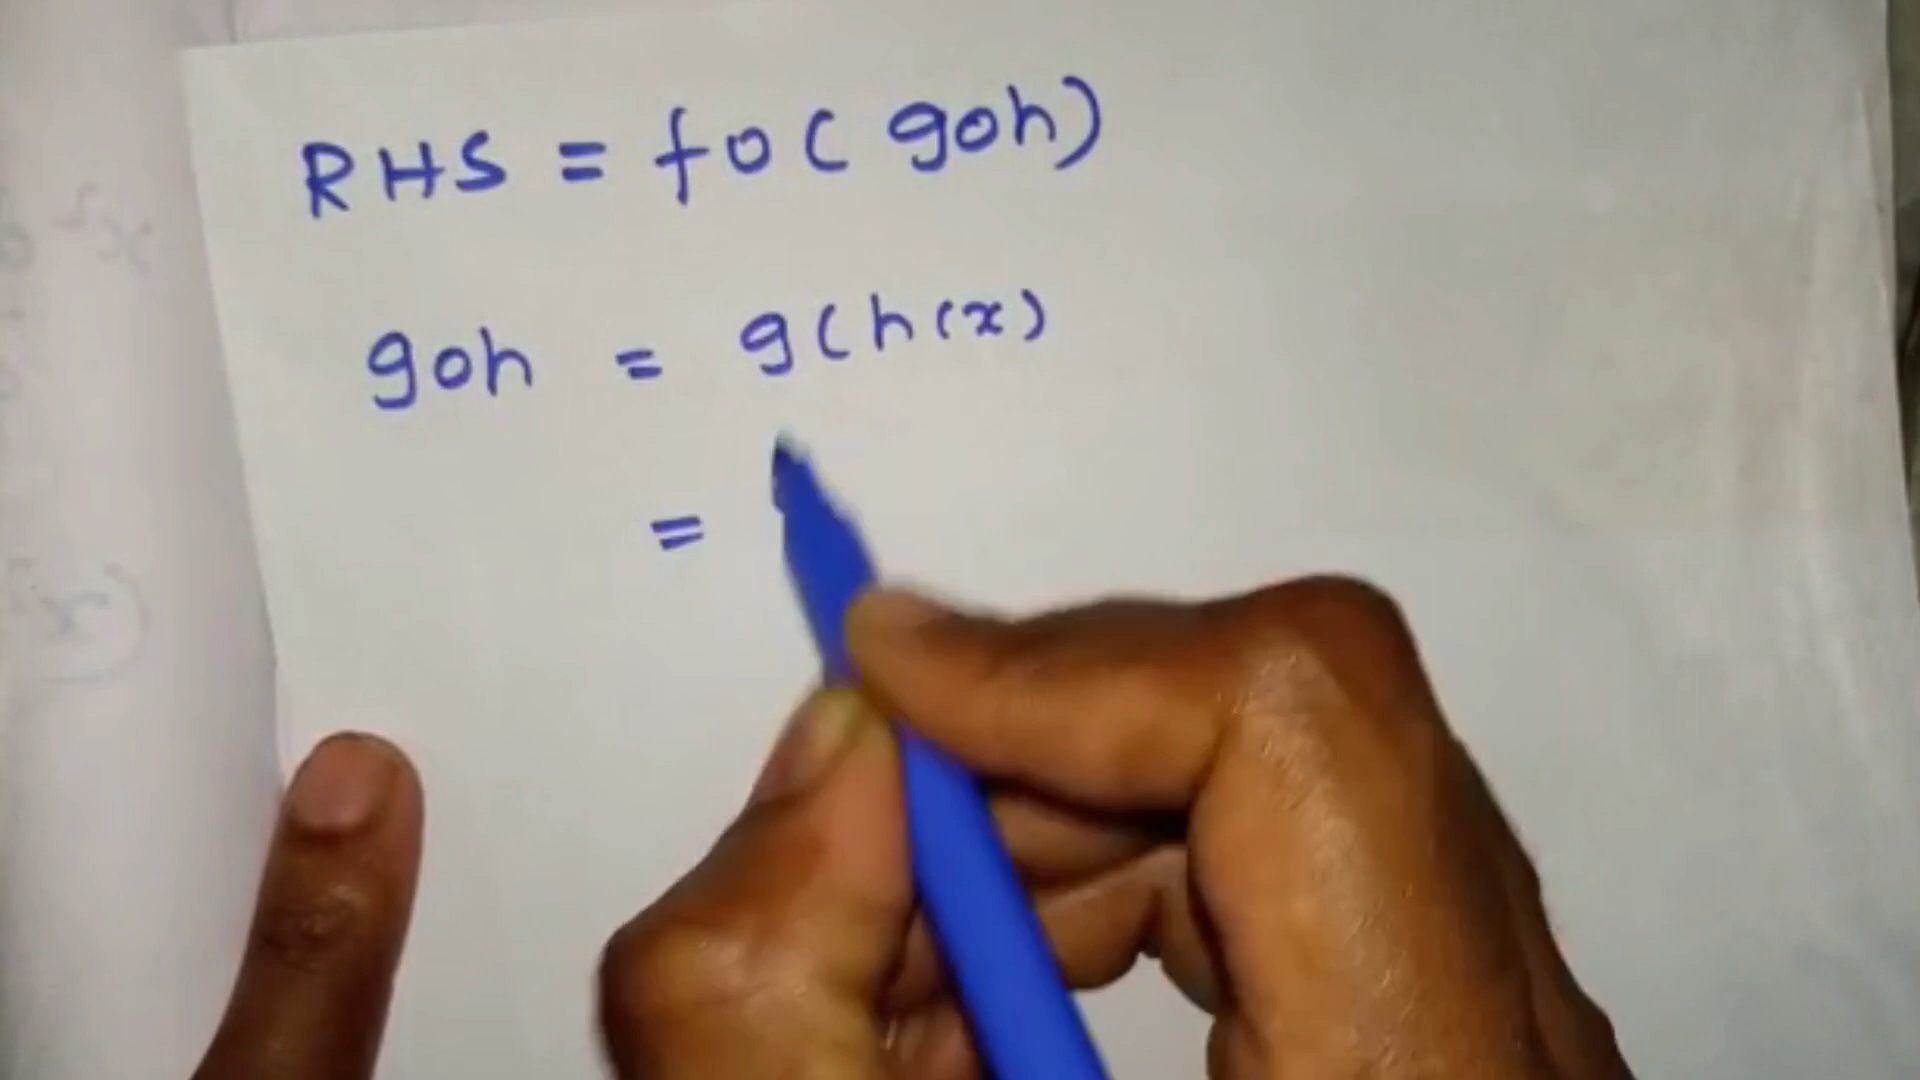 RHS = fo( goh)
goh = g(h(x)
=